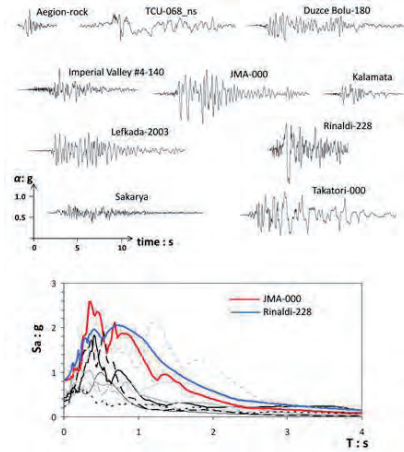 Aegion-rock TCU-068_ns Duzce Bolu-180
Imperial Valley #4-140 JMA-000 Kalamata
Lefkada-2003 Rinaldi-228
α: g
1.0
0.5
Sakarya Takatori-000
0 5 10
time : s
3
2
1
0
Sa : g
JMA-000
Rinaldi-228
0 1 2 3 4
T : s